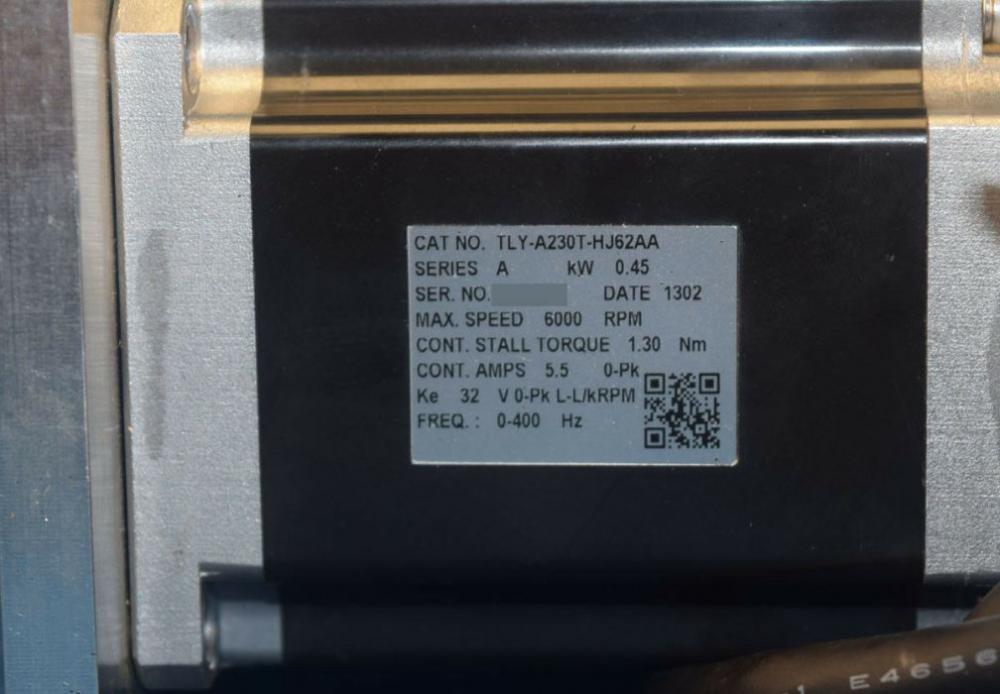 CAT NO. TLY-A230T-HJ62AA
SERIES A kW 0.45
SER. NO. DATE 1302
MAX. SPEED 6000 RPM
CONT. STALL TORQUE 1.30 Nm
CONT. AMPS 5.5 0-Pk
Ke 32 V 0-Pk L-L/kRPM
FREQ. : 0-400 Hz
E4656